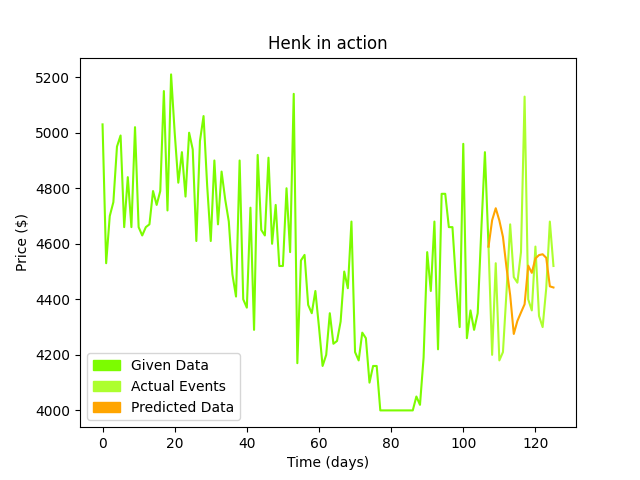 Henk in action
Price ($)
5200
5000
4800
4600
4400
4200
4000
Given Data
Actual Events
Predicted Data
0 20 40 60 80 100 120
Time (days)